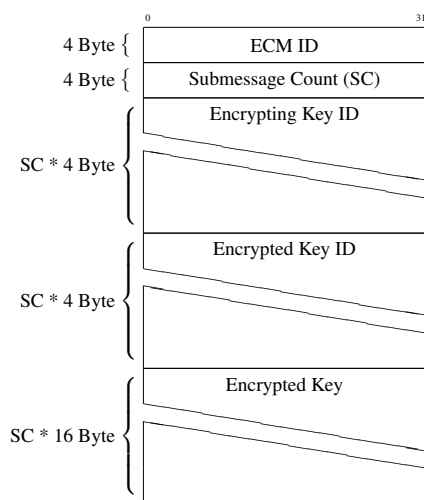 0 31
4 Byte { ECM ID
4 Byte { Submessage Count (SC)
Encrypting Key ID
SC * 4 Byte
Encrypted Key ID
SC * 4 Byte
Encrypted Key
SC * 16 Byte